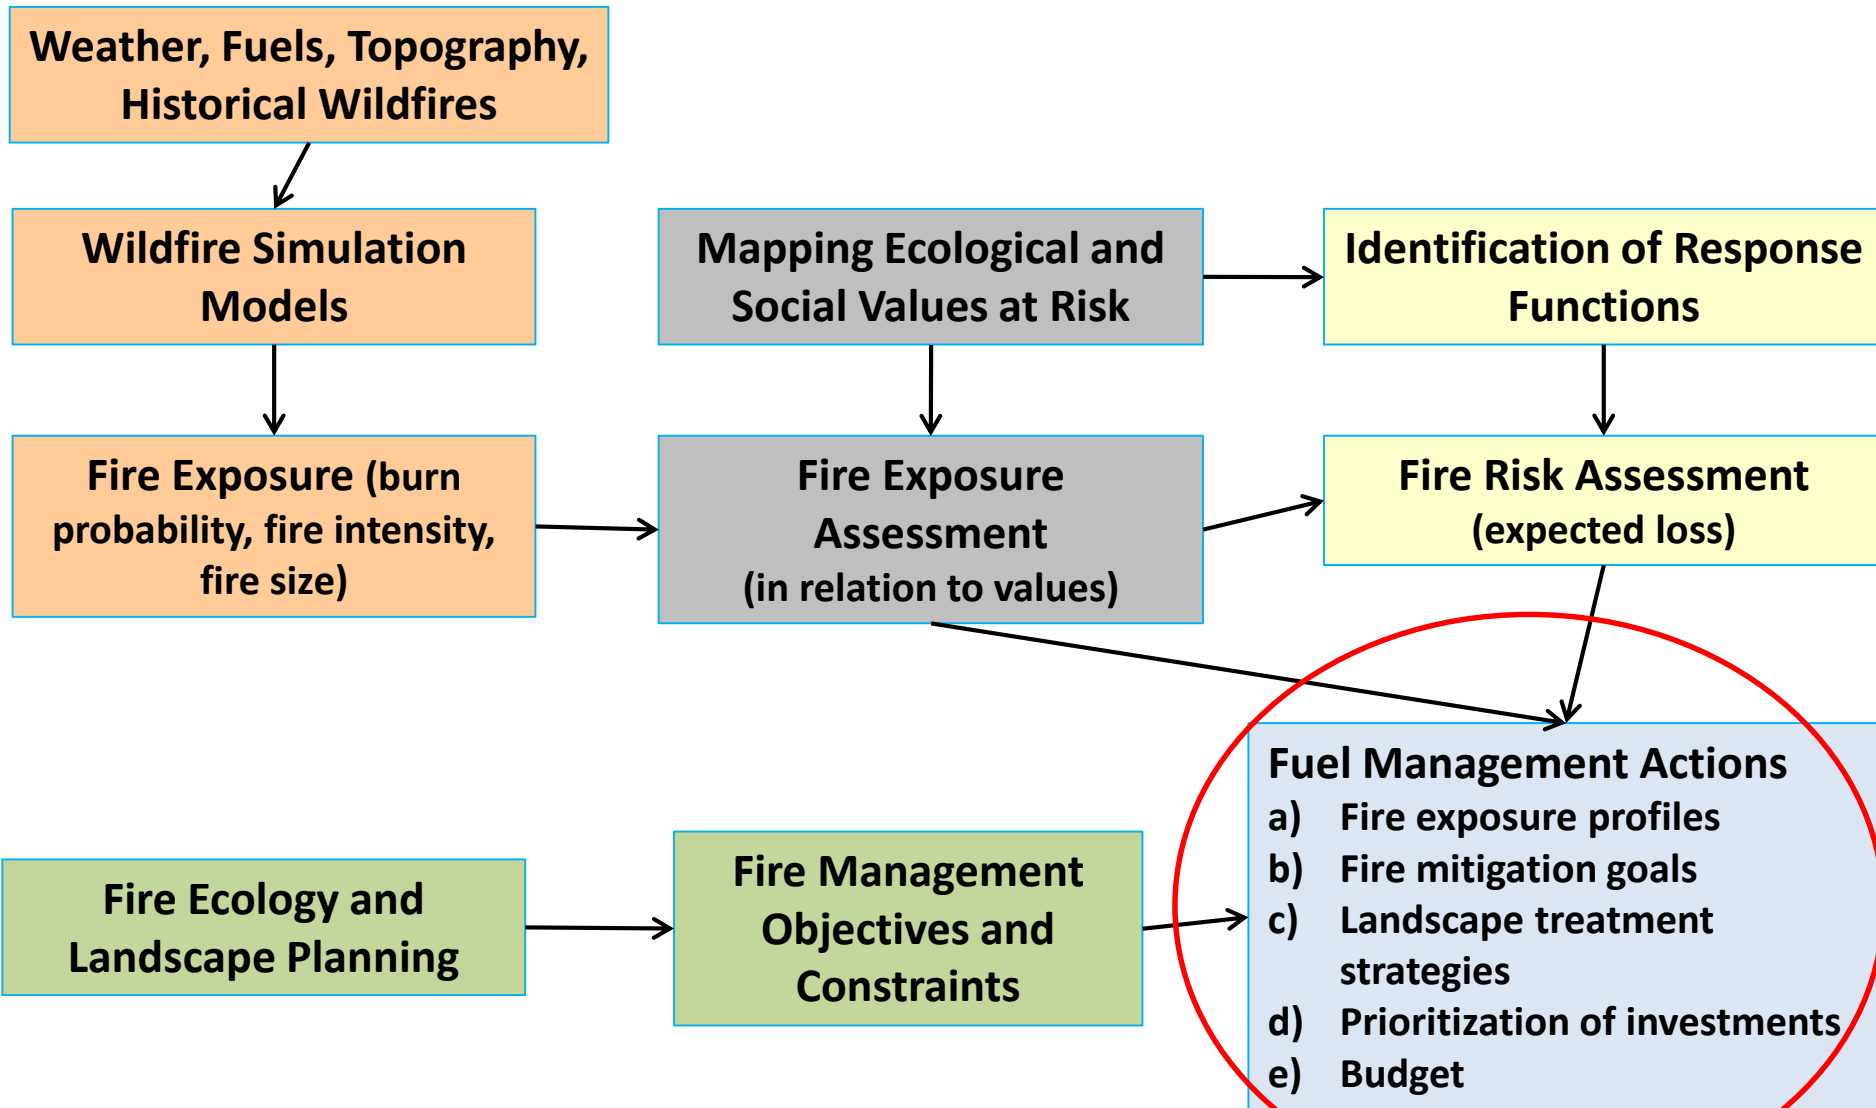 Weather, Fuels, Topography,
Historical Wildfires
Wildfire Simulation
Models
Mapping Ecological and
Social Values at Risk
Identification of Response
Functions
Fire Exposure (burn
probability, fire intensity,
fire size)
Fire Exposure
Assessment
(in relation to values)
Fire Risk Assessment
(expected loss)
Fire Ecology and
Landscape Planning
Fire Management
Objectives and
Constraints
Fuel Management Actions
a) Fire exposure profiles
b) Fire mitigation goals
c) Landscape treatment
strategies
d) Prioritization of investments
e) Budget